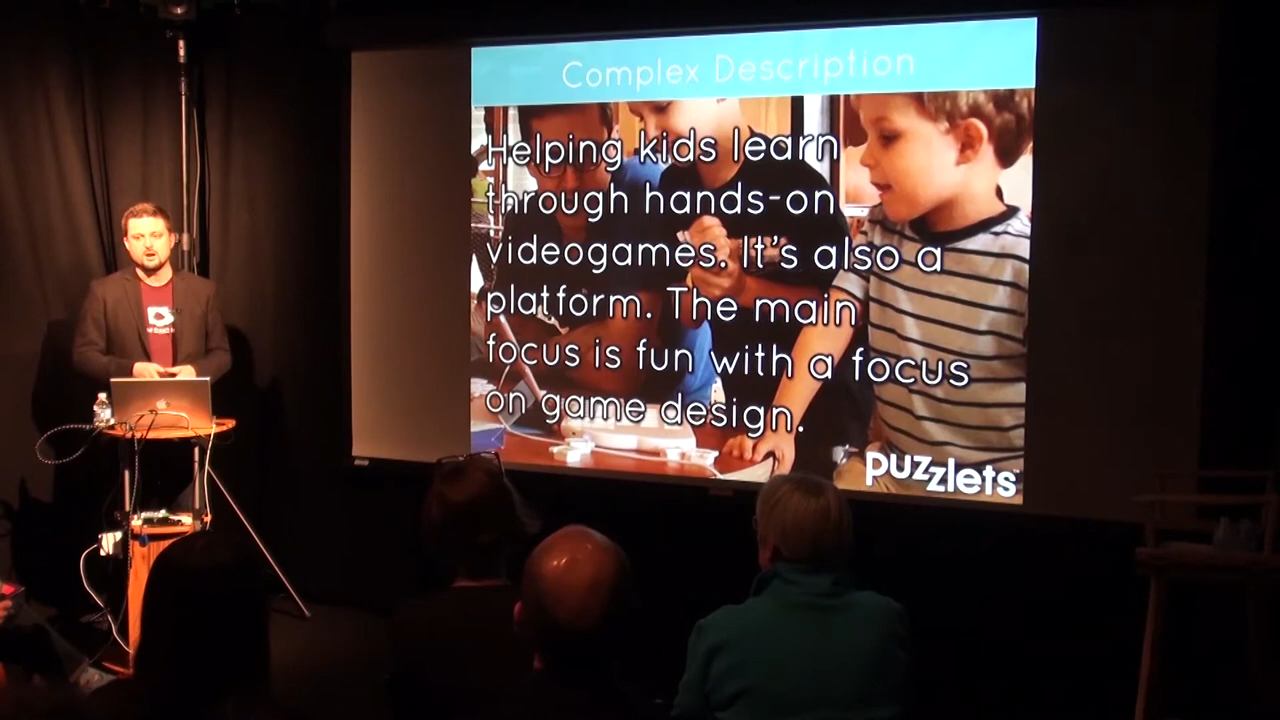 Complex Description
Helping kids learn
through hands-on
videogames. It's also a
platform. The main
focus is fun with a focus
on game design.
puzzlets™